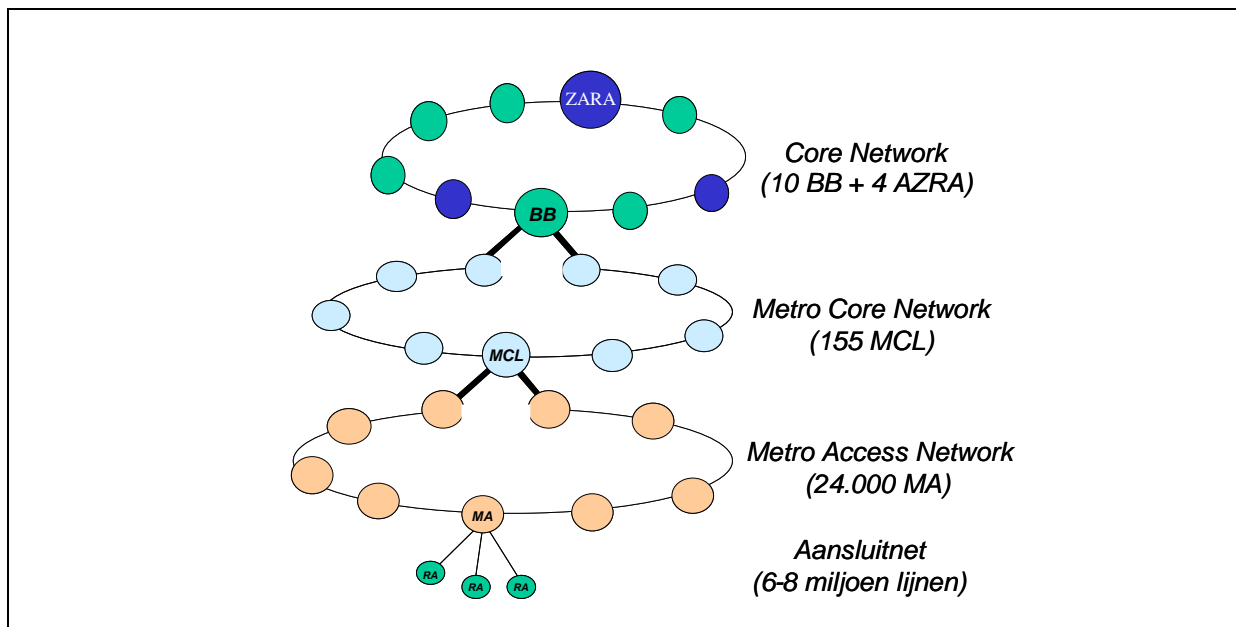 ZARA
Core Network
(10 BB + 4 AZRA)
BB
Metro Core Network
(155 MCL)
MCL
Metro Access Network
(24.000 MA)
MA
Aansluitnet
(6-8 miljoen lijnen)
RA
RA
RA